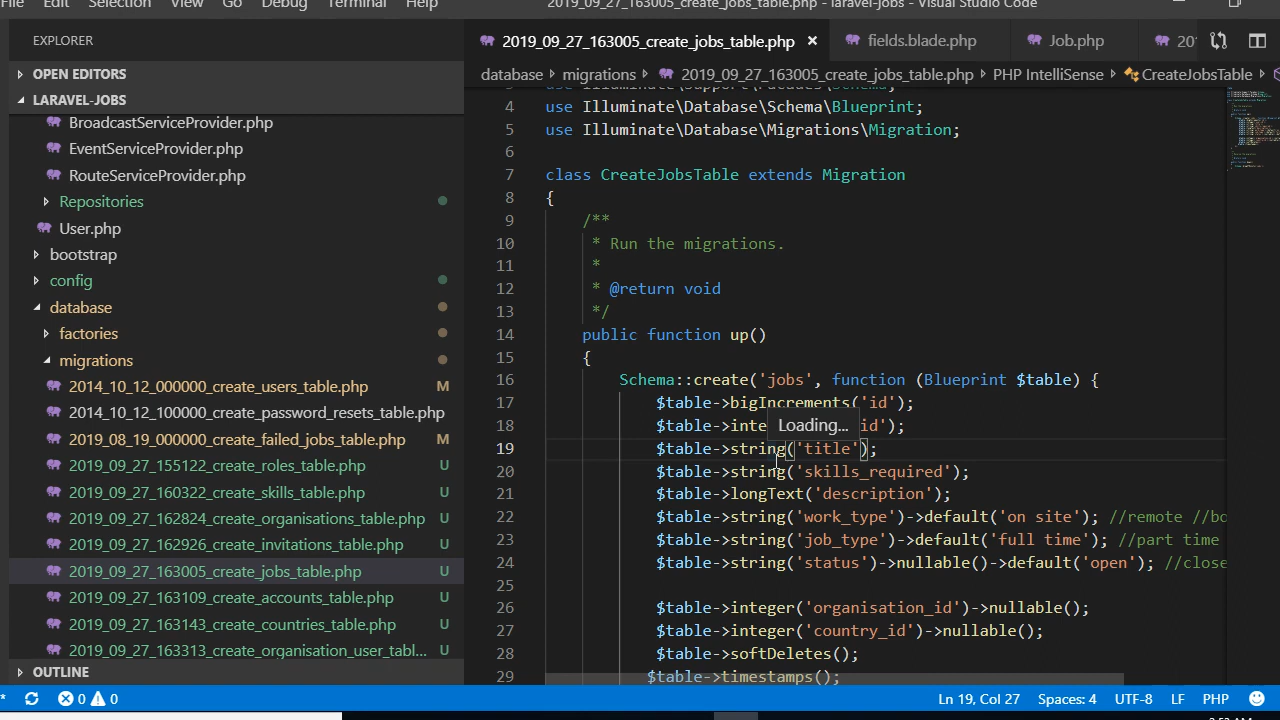 File Edit Selection View Go Debug Terminal Help 2019_09_27_163005_create_jobs_table.php - laravel-jobs - Visual Studio Code
EXPLORER
OPEN EDITORS
LARAVEL-JOBS
BroadcastServiceProvider.php
EventServiceProvider.php
RouteServiceProvider.php
Repositories
User.php
bootstrap
config
database
factories
migrations
2014_10_12_000000_create_users_table.php M
2014_10_12_100000_create_password_resets_table.php
2019_08_19_000000_create_failed_jobs_table.php M
2019_09_27_155122_create_roles_table.php U
2019_09_27_160322_create_skills_table.php U
2019_09_27_162824_create_organisations_table.php U
2019_09_27_162926_create_invitations_table.php U
2019_09_27_163005_create_jobs_table.php U
2019_09_27_163109_create_accounts_table.php U
2019_09_27_163143_create_countries_table.php U
2019_09_27_163313_create_organisation_user_tabl... U
OUTLINE
2019_09_27_163005_create_jobs_table.php × fields.blade.php Job.php 20
database migrations 2019_09_27_163005_create_jobs_table.php PHP IntelliSense CreateJobsTable
3 use Illuminate\Support\Facades\Schema;
4 use Illuminate\Database\Schema\Blueprint;
5 use Illuminate\Database\Migrations\Migration;
6
7 class CreateJobsTable extends Migration
8 {
9 /**
10 * Run the migrations.
11 *
12 * @return void
13 */
14 public function up()
15 {
16 Schema::create('jobs', function (Blueprint $table) {
17 $table->bigIncrements('id');
18 $table->inte Loading... id');
19 $table->string('title');
20 $table->string('skills_required');
21 $table->longText('description');
22 $table->string('work_type')->default('on site'); //remote //bo
23 $table->string('job_type')->default('full time'); //part time
24 $table->string('status')->nullable()->default('open'); //close
25
26 $table->integer('organisation_id')->nullable();
27 $table->integer('country_id')->nullable();
28 $table->softDeletes();
29 $table->timestamps();
* 0 0 Ln 19, Col 27 Spaces: 4 UTF-8 LF PHP